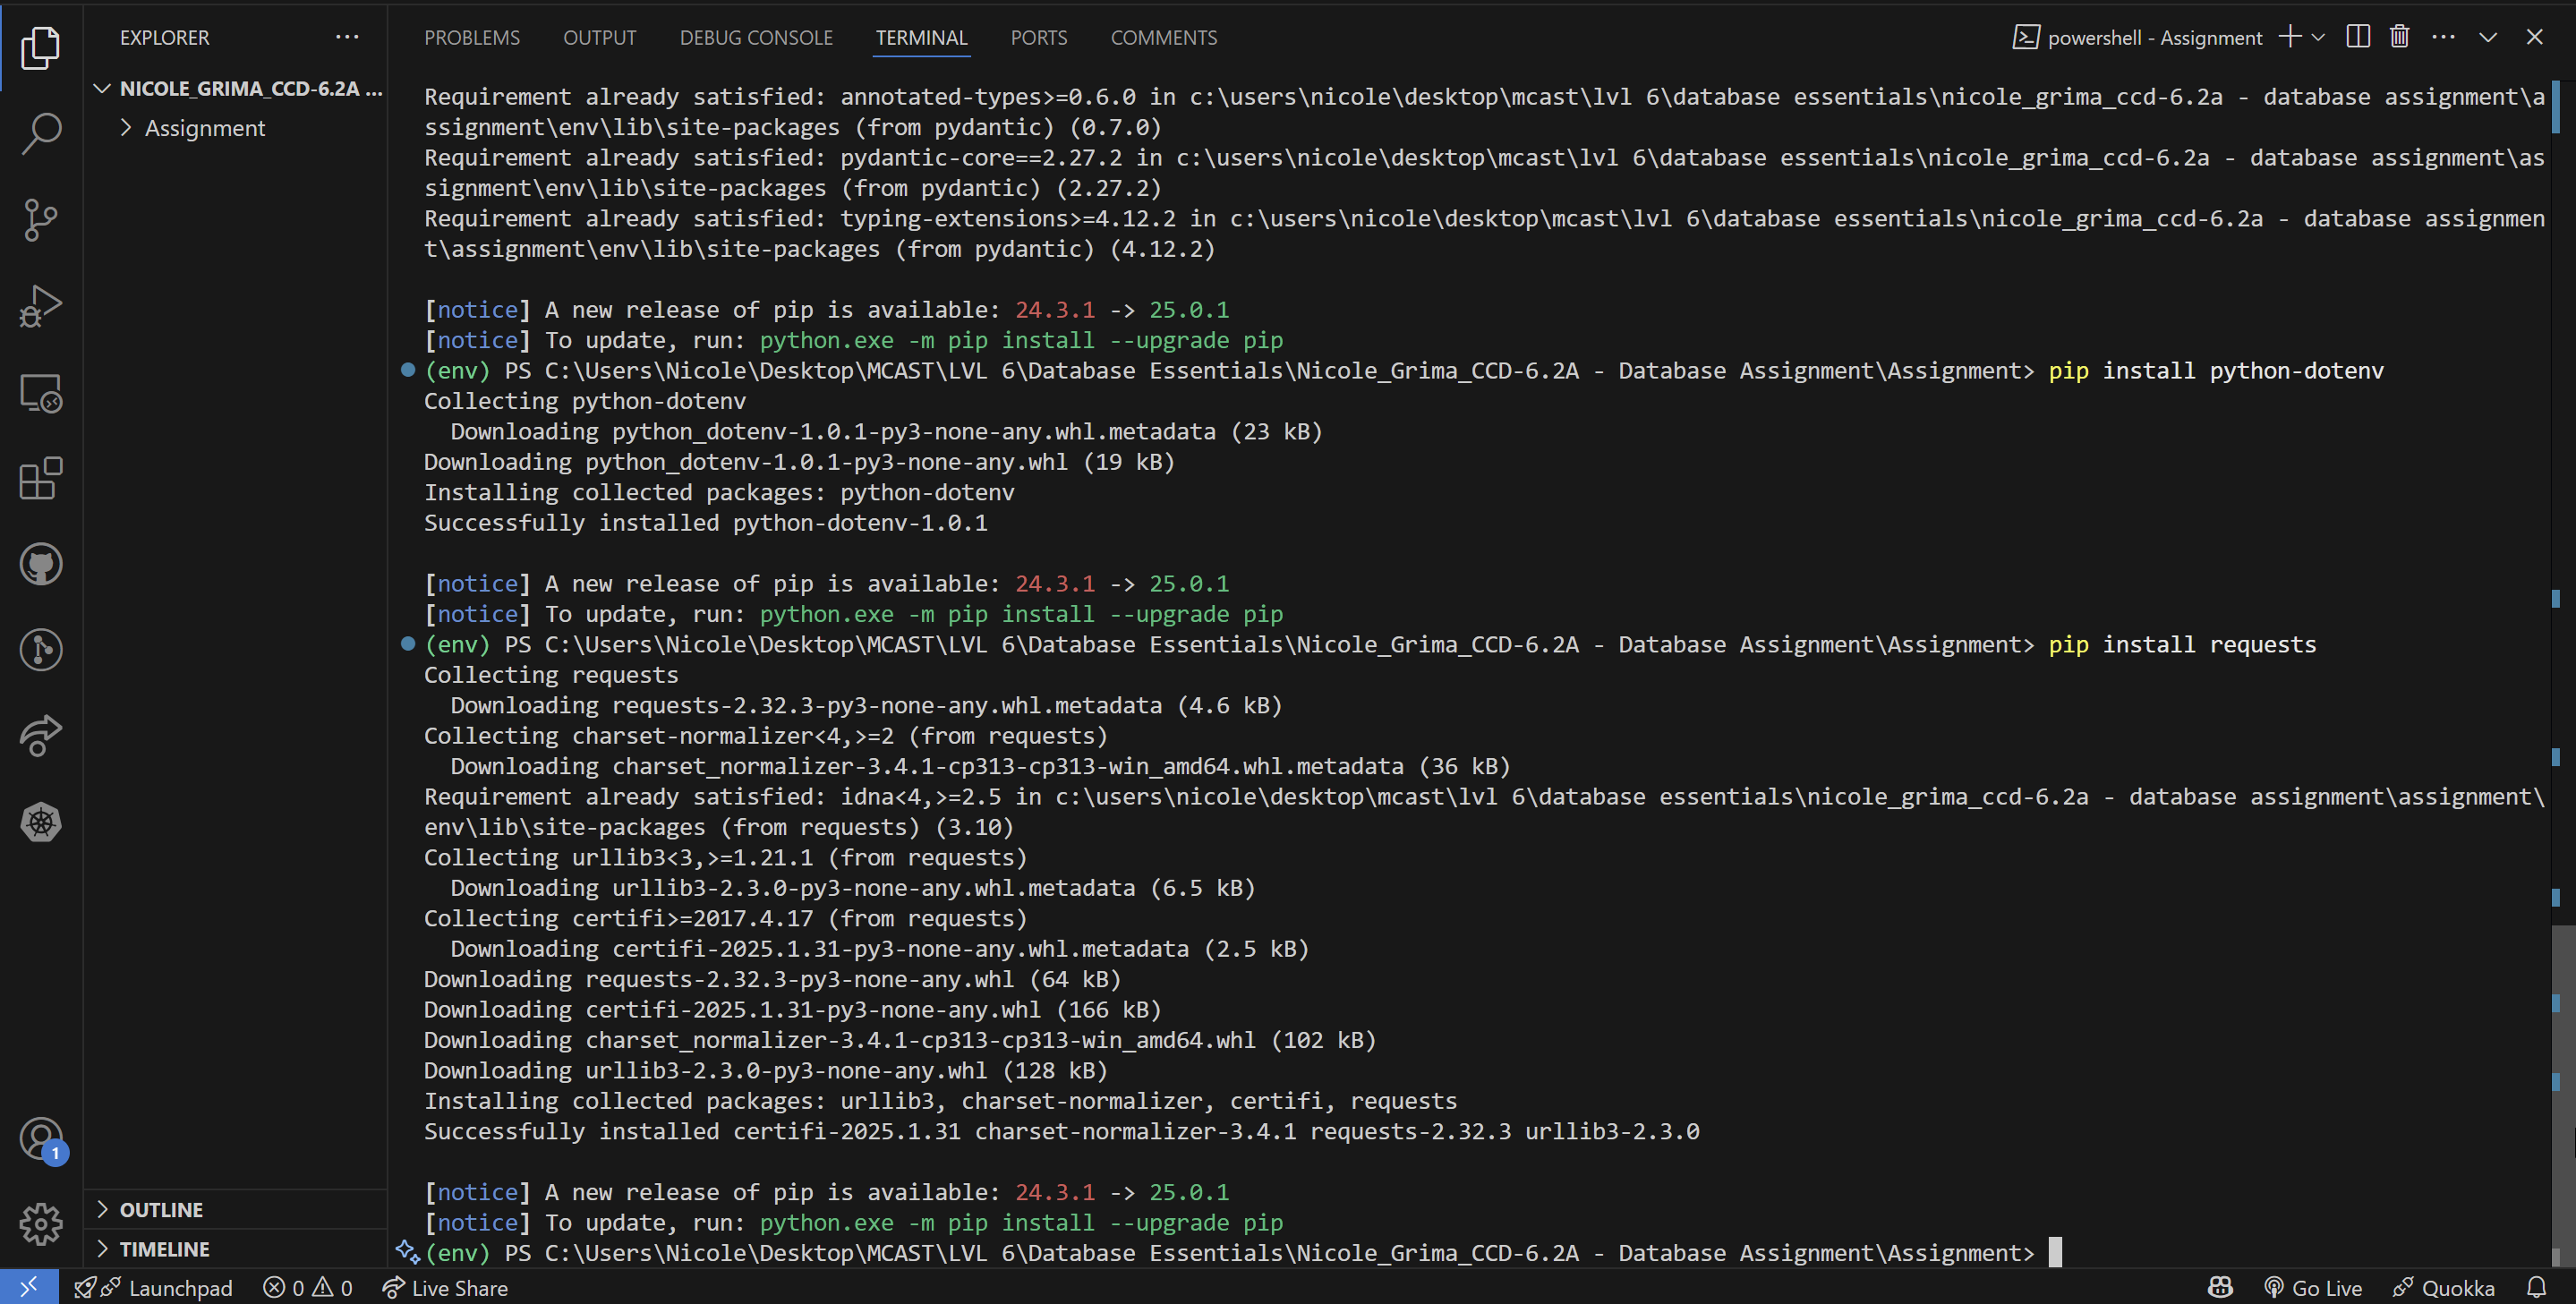 EXPLORER
NICOLE_GRIMA_CCD-6.2A ...
Assignment
OUTLINE
TIMELINE
PROBLEMS OUTPUT DEBUG CONSOLE TERMINAL PORTS COMMENTS
powershell - Assignment
Requirement already satisfied: annotated-types>=0.6.0 in c:\users\nicole\desktop\mcast\lvl 6\database essentials\nicole_grima_ccd-6.2a - database assignment\a
ssignment\env\lib\site-packages (from pydantic) (0.7.0)
Requirement already satisfied: pydantic-core==2.27.2 in c:\users\nicole\desktop\mcast\lvl 6\database essentials\nicole_grima_ccd-6.2a - database assignment\as
signment\env\lib\site-packages (from pydantic) (2.27.2)
Requirement already satisfied: typing-extensions>=4.12.2 in c:\users\nicole\desktop\mcast\lvl 6\database essentials\nicole_grima_ccd-6.2a - database assignmen
t\assignment\env\lib\site-packages (from pydantic) (4.12.2)
[notice] A new release of pip is available: 24.3.1 -> 25.0.1
[notice] To update, run: python.exe -m pip install --upgrade pip
(env) PS C:\Users\Nicole\Desktop\MCAST\LVL 6\Database Essentials\Nicole_Grima_CCD-6.2A - Database Assignment\Assignment> pip install python-dotenv
Collecting python-dotenv
Downloading python_dotenv-1.0.1-py3-none-any.whl.metadata (23 kB)
Downloading python_dotenv-1.0.1-py3-none-any.whl (19 kB)
Installing collected packages: python-dotenv
Successfully installed python-dotenv-1.0.1
[notice] A new release of pip is available: 24.3.1 -> 25.0.1
[notice] To update, run: python.exe -m pip install --upgrade pip
(env) PS C:\Users\Nicole\Desktop\MCAST\LVL 6\Database Essentials\Nicole_Grima_CCD-6.2A - Database Assignment\Assignment> pip install requests
Collecting requests
Downloading requests-2.32.3-py3-none-any.whl.metadata (4.6 kB)
Collecting charset-normalizer<4,>=2 (from requests)
Downloading charset_normalizer-3.4.1-cp313-cp313-win_amd64.whl.metadata (36 kB)
Requirement already satisfied: idna<4,>=2.5 in c:\users\nicole\desktop\mcast\lvl 6\database essentials\nicole_grima_ccd-6.2a - database assignment\assignment\
env\lib\site-packages (from requests) (3.10)
Collecting urllib3<3,>=1.21.1 (from requests)
Downloading urllib3-2.3.0-py3-none-any.whl.metadata (6.5 kB)
Collecting certifi>=2017.4.17 (from requests)
Downloading certifi-2025.1.31-py3-none-any.whl.metadata (2.5 kB)
Downloading requests-2.32.3-py3-none-any.whl (64 kB)
Downloading certifi-2025.1.31-py3-none-any.whl (166 kB)
Downloading charset_normalizer-3.4.1-cp313-cp313-win_amd64.whl (102 kB)
Downloading urllib3-2.3.0-py3-none-any.whl (128 kB)
Installing collected packages: urllib3, charset-normalizer, certifi, requests
Successfully installed certifi-2025.1.31 charset-normalizer-3.4.1 requests-2.32.3 urllib3-2.3.0
[notice] A new release of pip is available: 24.3.1 -> 25.0.1
[notice] To update, run: python.exe -m pip install --upgrade pip
(env) PS C:\Users\Nicole\Desktop\MCAST\LVL 6\Database Essentials\Nicole_Grima_CCD-6.2A - Database Assignment\Assignment>
1
Launchpad 0 0 Live Share Go Live Quokka